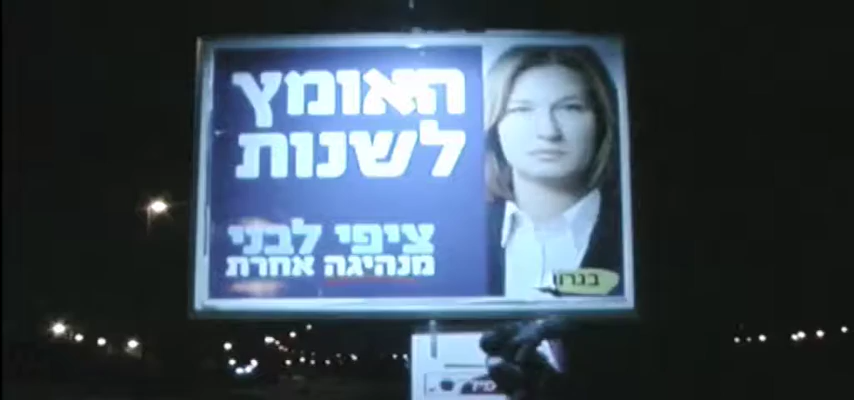 האומץ
לשנות
ציפי לבני
מנהיגה אחרת